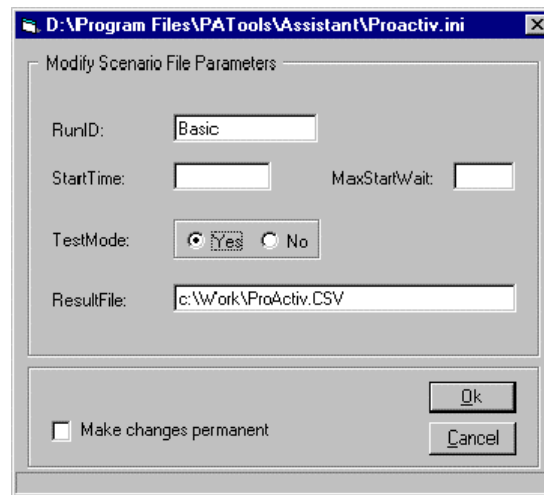 D:\Program Files\PATools\Assistant\Proactiv.ini
Modify Scenario File Parameters
RunID: Basic
StartTime: MaxStartWait:
TestMode: Yes No
ResultFile: c:\Work\ProActiv.CSV
Ok
Make changes permanent
Cancel